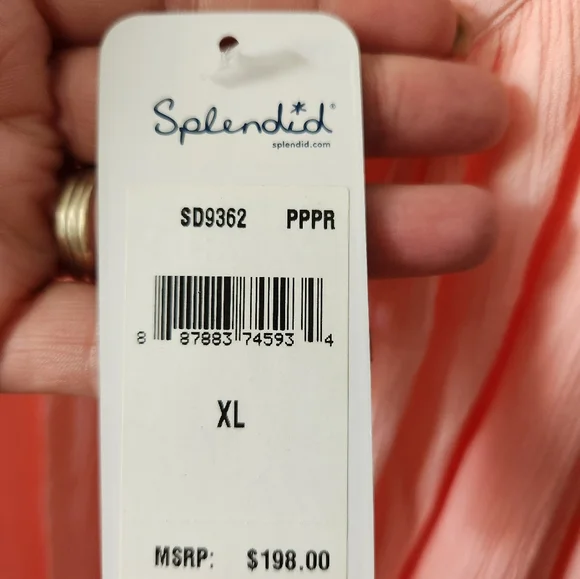 Splendid
splendid.com
SD9362 PPPR
8 87883 74593 4
XL
MSRP: $198.00